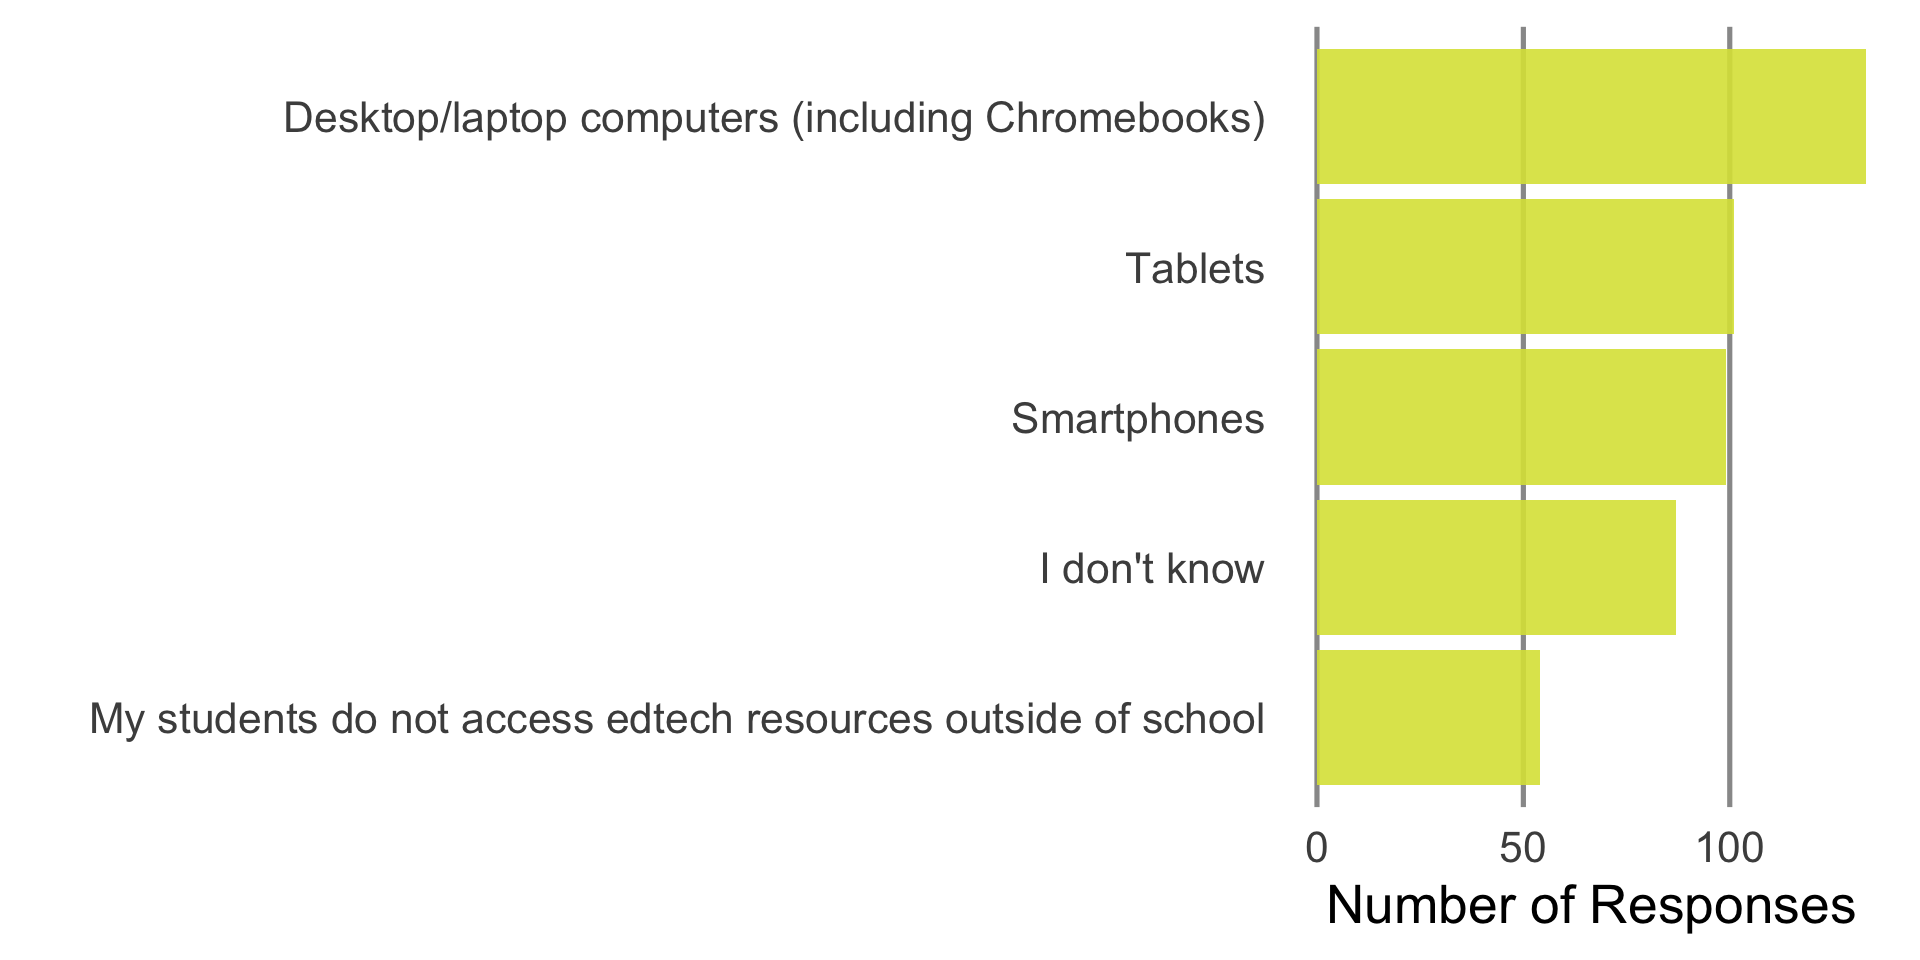 Desktop/laptop computers (including Chromebooks)
Tablets
Smartphones
I don't know
My students do not access edtech resources outside of school
0 50 100
Number of Responses